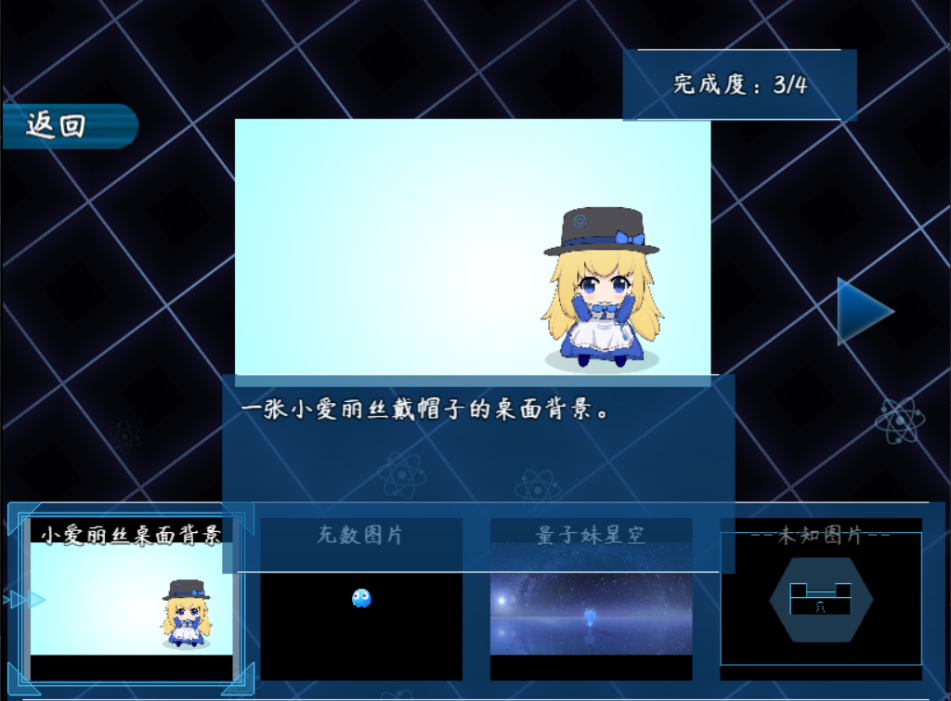 完成度：3/4
返回
一张小爱丽丝戴帽子的桌面背景。
小爱丽丝桌面背景
充数图片
量子妹星空
--未知图片--